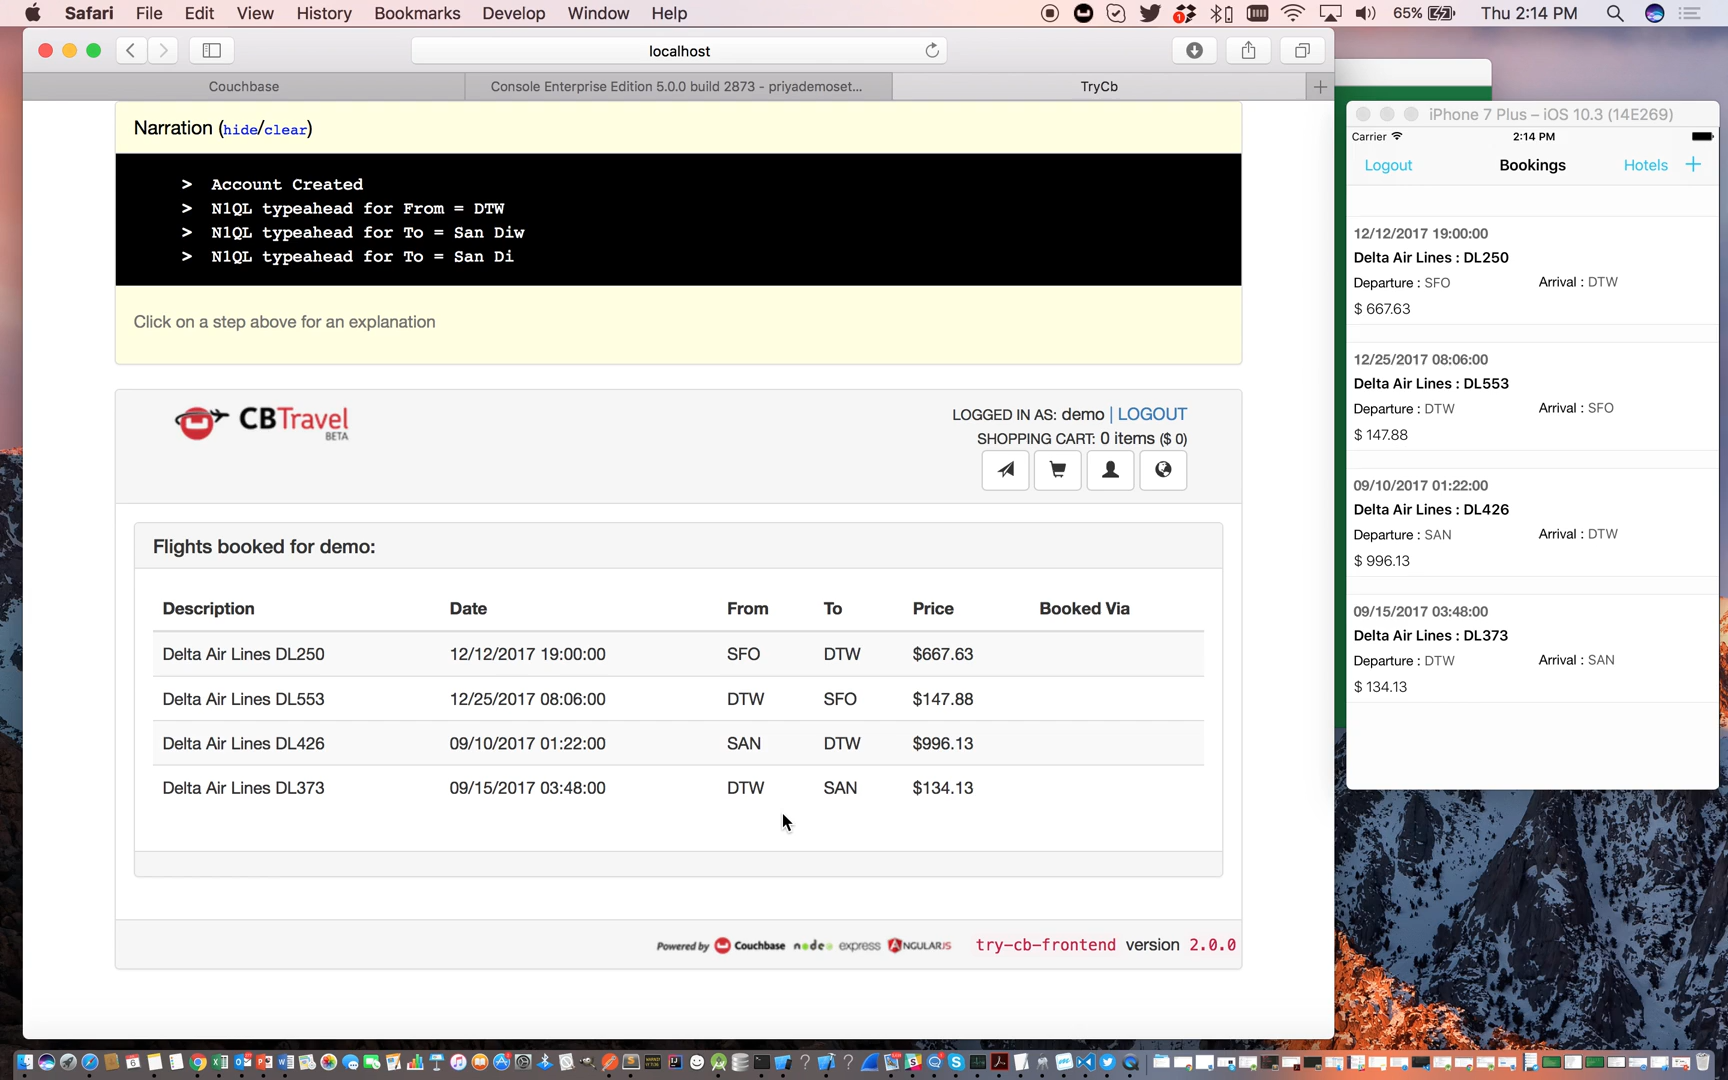 Safari File Edit View History Bookmarks Develop Window Help
65% Thu 2:14 PM
localhost
Couchbase
Console Enterprise Edition 5.0.0 build 2873 - priyademoset...
TryCb
Narration (hide/clear)
> Account Created
> N1QL typeahead for From = DTW
> N1QL typeahead for To = San Diw
> N1QL typeahead for To = San Di
Click on a step above for an explanation
CBTravel
BETA
LOGGED IN AS: demo | LOGOUT
SHOPPING CART: 0 items ($ 0)
Flights booked for demo:
Description Date From To Price Booked Via
Delta Air Lines DL250 12/12/2017 19:00:00 SFO DTW $667.63
Delta Air Lines DL553 12/25/2017 08:06:00 DTW SFO $147.88
Delta Air Lines DL426 09/10/2017 01:22:00 SAN DTW $996.13
Delta Air Lines DL373 09/15/2017 03:48:00 DTW SAN $134.13
Powered by Couchbase node express ANGULARJS try-cb-frontend version 2.0.0
iPhone 7 Plus – iOS 10.3 (14E269)
Carrier 2:14 PM
Logout Bookings Hotels +
12/12/2017 19:00:00
Delta Air Lines : DL250
Departure : SFO Arrival : DTW
$ 667.63
12/25/2017 08:06:00
Delta Air Lines : DL553
Departure : DTW Arrival : SFO
$ 147.88
09/10/2017 01:22:00
Delta Air Lines : DL426
Departure : SAN Arrival : DTW
$ 996.13
09/15/2017 03:48:00
Delta Air Lines : DL373
Departure : DTW Arrival : SAN
$ 134.13